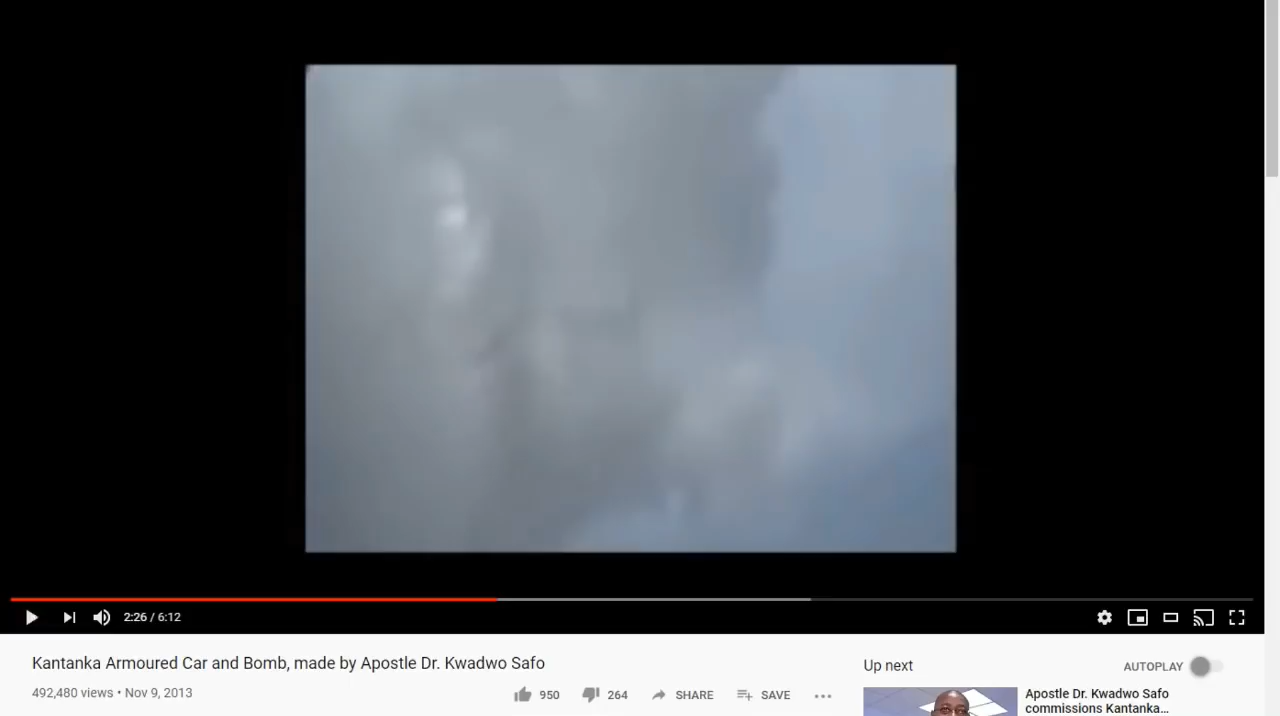 2:26 / 6:12
Kantanka Armoured Car and Bomb, made by Apostle Dr. Kwadwo Safo
492,480 views • Nov 9, 2013
950
264
SHARE
SAVE
Up next
AUTOPLAY
Apostle Dr. Kwadwo Safo
commissions Kantanka...